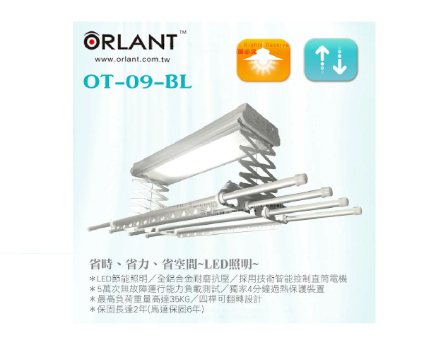 ORLANT™
www.orlant.com.tw
OT-09-BL
省時、省力、省空間~LED照明~
*LED節能照明／全鋁合金耐磨抗壓／採用技術智能控制直筒電機
*5萬次無故障運行能力負載測試／獨家4分鐘過熱保護裝置
*最高負荷重量高達35KG／四桿可翻轉設計
*保固長達2年(馬達保固6年)